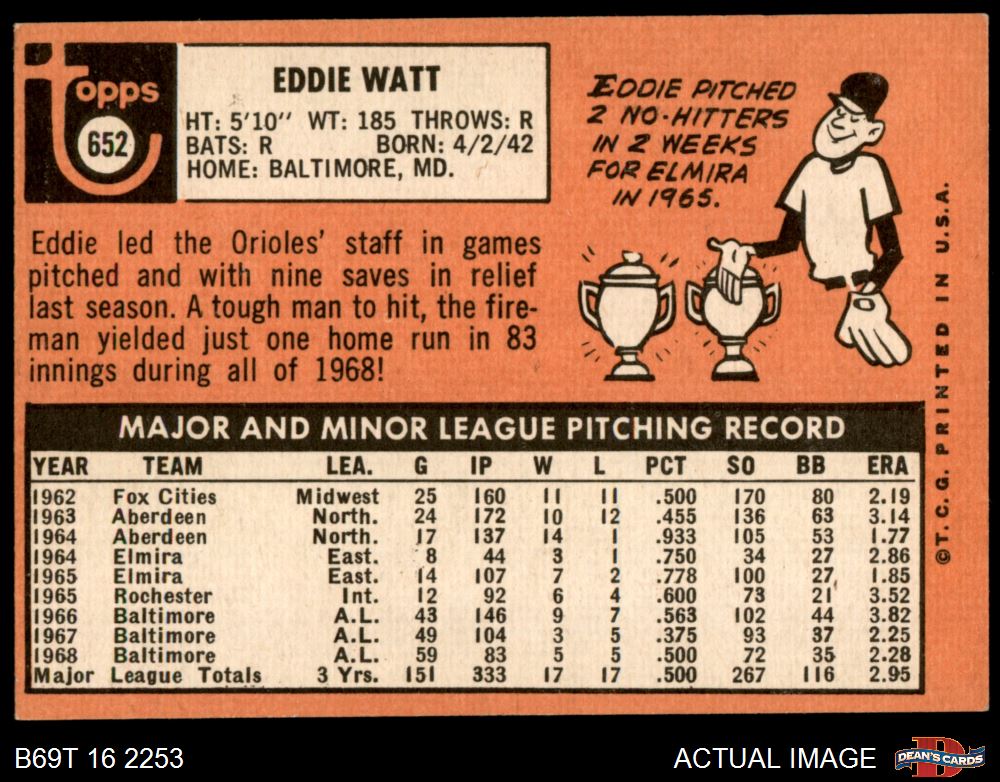 topps
652
EDDIE WATT
HT: 5'10" WT: 185 THROWS: R
BATS: R BORN: 4/2/42
HOME: BALTIMORE, MD.
EDDIE PITCHED
2 NO-HITTERS
IN 2 WEEKS
FOR ELMIRA
IN 1965.
Eddie led the Orioles' staff in games
pitched and with nine saves in relief
last season. A tough man to hit, the fire-
man yielded just one home run in 83
innings during all of 1968!
MAJOR AND MINOR LEAGUE PITCHING RECORD
YEAR TEAM LEA. G IP W L PCT SO BB ERA
1962 Fox Cities Midwest 25 160 11 11 .500 170 80 2.19
1963 Aberdeen North. 24 172 10 12 .455 136 63 3.14
1964 Aberdeen North. 17 137 14 1 .933 105 53 1.77
1964 Elmira East. 8 44 3 1 .750 34 27 2.86
1965 Elmira East. 14 107 7 2 .778 100 27 1.85
1965 Rochester Int. 12 92 6 4 .600 73 21 3.52
1966 Baltimore A.L. 43 146 9 7 .563 102 44 3.82
1967 Baltimore A.L. 49 104 3 5 .375 93 37 2.25
1968 Baltimore A.L. 59 83 5 5 .500 72 35 2.28
Major League Totals 3 Yrs. 151 333 17 17 .500 267 116 2.95
©T.C.G. PRINTED IN U.S.A.
B69T 16 2253
ACTUAL IMAGE
D
DEAN'S CARDS